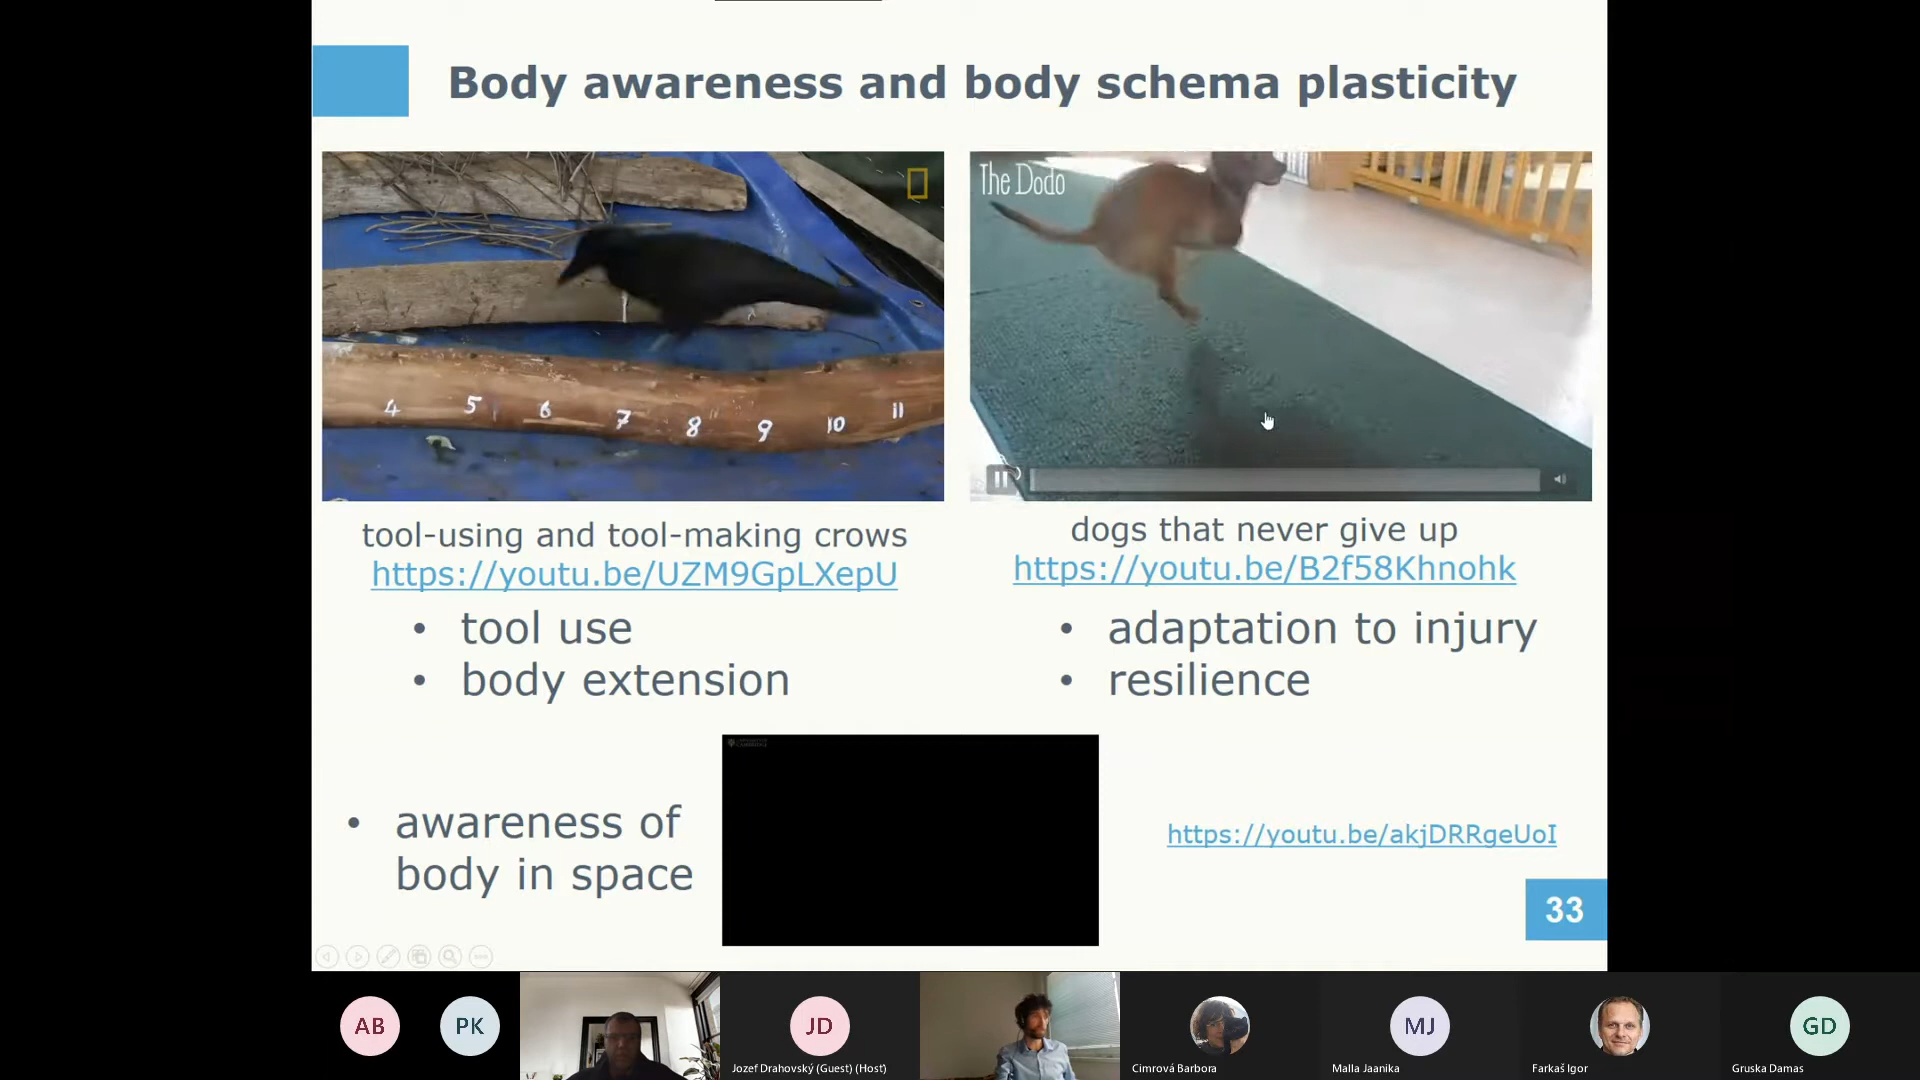 Body awareness and body schema plasticity
The Dodo
4 5 6 7 8 9 10 11
tool-using and tool-making crows
https://youtu.be/UZM9GpLXepU
• tool use
• body extension
dogs that never give up
https://youtu.be/B2f58Khnohk
• adaptation to injury
• resilience
• awareness of
body in space
CAMBRIDGE
https://youtu.be/akjDRRgeUoI
33
AB
PK
JD
Jozef Drahovský (Guest) (Host)
Cimrová Barbora
MJ
Malla Jaanika
Farkaš Igor
GD
Gruska Damas